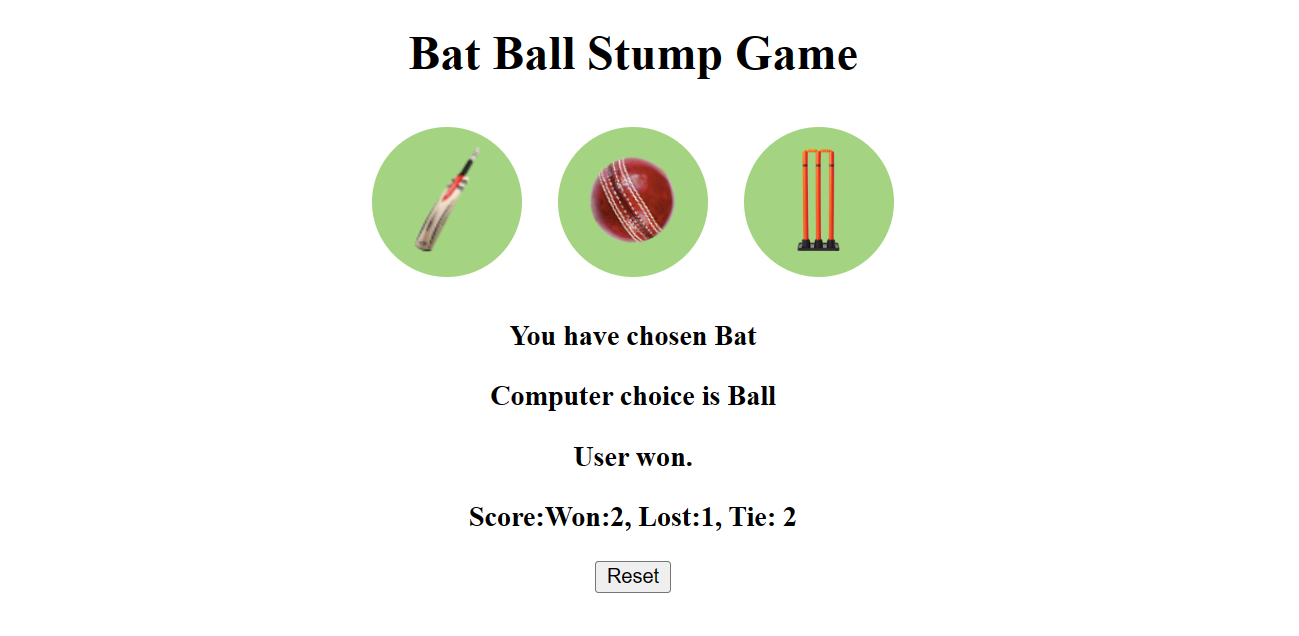 Bat Ball Stump Game
You have chosen Bat
Computer choice is Ball
User won.
Score:Won:2, Lost:1, Tie: 2
Reset